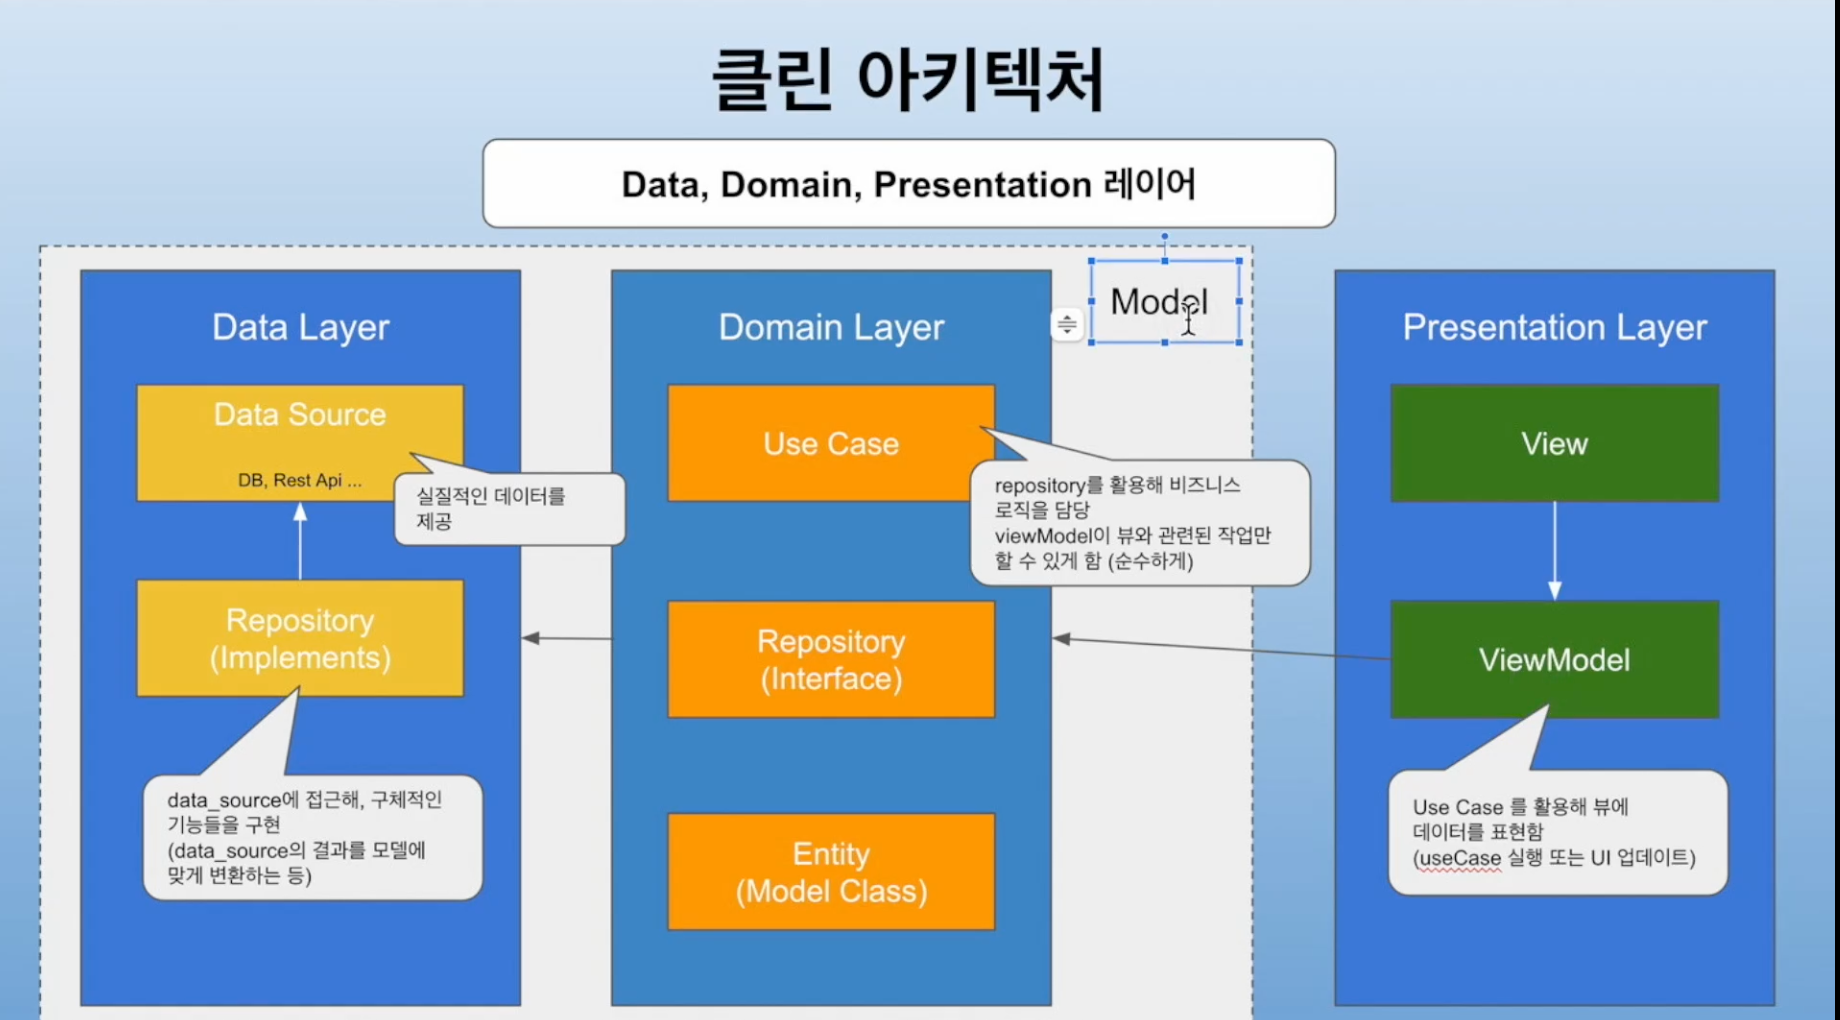 클린 아키텍처
Data, Domain, Presentation 레이어
Data Layer
Data Source
DB, Rest Api ...
실질적인 데이터를
제공
Repository
(Implements)
data_source에 접근해, 구체적인
기능들을 구현
(data_source의 결과를 모델에
맞게 변환하는 등)
Domain Layer
Use Case
repository를 활용해 비즈니스
로직을 담당
viewModel이 뷰와 관련된 작업만
할 수 있게 함 (순수하게)
Repository
(Interface)
Entity
(Model Class)
Model
Presentation Layer
View
ViewModel
Use Case 를 활용해 뷰에
데이터를 표현함
(useCase 실행 또는 UI 업데이트)